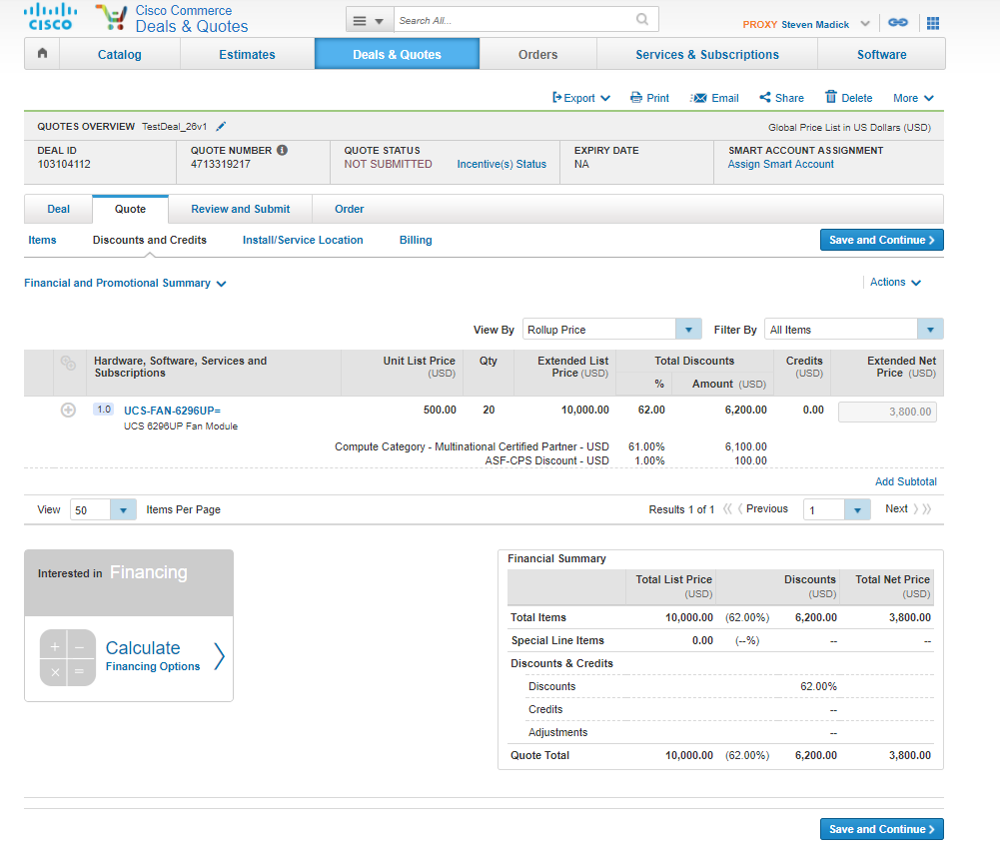 CISCO
Cisco Commerce
Deals & Quotes
Search All...
PROXY Steven Madick
Catalog
Estimates
Deals & Quotes
Orders
Services & Subscriptions
Software
Export
Print
Email
Share
Delete
More
QUOTES OVERVIEW TestDeal_26v1
Global Price List in US Dollars (USD)
DEAL ID
103104112
QUOTE NUMBER
4713319217
QUOTE STATUS
NOT SUBMITTED
Incentive(s) Status
EXPIRY DATE
NA
SMART ACCOUNT ASSIGNMENT
Assign Smart Account
Deal
Quote
Review and Submit
Order
Items
Discounts and Credits
Install/Service Location
Billing
Save and Continue
Financial and Promotional Summary
Actions
View By Rollup Price
Filter By All Items
Hardware, Software, Services and
Subscriptions
Unit List Price
(USD)
Qty
Extended List
Price (USD)
Total Discounts
%
Amount (USD)
Credits
(USD)
Extended Net
Price (USD)
1.0 UCS-FAN-6296UP= 500.00 20 10,000.00 62.00 6,200.00 0.00 3,800.00
UCS 6296UP Fan Module
Compute Category - Multinational Certified Partner - USD 61.00% 6,100.00
ASF-CPS Discount - USD 1.00% 100.00
Add Subtotal
View 50 Items Per Page
Results 1 of 1 Previous 1 Next
Interested in Financing
Calculate
Financing Options
Financial Summary
Total List Price
(USD)
Discounts
(USD)
Total Net Price
(USD)
Total Items 10,000.00 (62.00%) 6,200.00 3,800.00
Special Line Items 0.00 (--%) -- --
Discounts & Credits
Discounts 62.00%
Credits --
Adjustments --
Quote Total 10,000.00 (62.00%) 6,200.00 3,800.00
Save and Continue